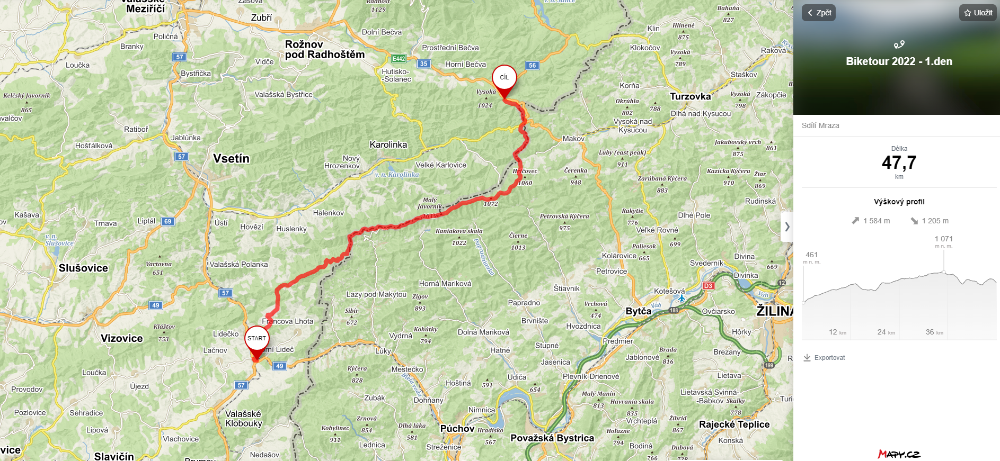 Valašské
Meziříčí
Zašová
Zubří
Radhošť
1129
v. n. Šance
Bahaňa
827
Poličná
Dolní Bečva
Klin
Hlinené
875
Branky
Rožnov
pod Radhoštěm
Prostřední Bečva
Klokočov
Raková
57
E442
35
Horní Bečva
56
Vysoká
789
Loučka
Vidče
Bystřička
Hutisko-
-Solanec
Staškov
CÍL
Korňa
Kelčský Javorník
865
Valašská Bystřice
Vysoká
1024
Turzovka
Okrúhla
802
788
Vysoká
798
Zákopčie
Dlhá nad Kysucou
Vysoká nad
Kysucou
Ratiboř
Jablůnka
Hošťálková
Karolinka
Makov
Jakubovský vrch
875
861
57
Vsetín
Nový
Hrozenkov
Velké Karlovice
v. n. Karolinka
Luby (east peak)
911
Hričovec
1060
Čerenka
948
Kazícka Kýčera
910
Žiar
869
Zarúbaná Kýčera
883
Malý
Javorník
1019
1072
Rudinská
Kašava
Trnava
Liptál
69
Ústí
Hovězí
Halenkov
Huslenky
Petrovská Kýčera
975
Rakytie
776
Dlhé Pole
v. n.
Slušovice
Kaniakova skala
1022
Čierne
1013
Veľké Rovné
699
Paliesok
665
Papradnianka
Kolárovice
Divina
669
Slušovice
Vartovna
651
Valašská Polanka
Petrovice
Svederník
Divinka
57
Horná Mariková
Štiavnik
Kotešová
D3
12
Váh
Lazy pod Makytou
Zigov
893
49
Papradno
Vrchová
474
Bytča
Váh
188
Ovčiarsko
ŽILINA
Sibír
672
Francova Lhota
Brvnište
Hvozdnica
Kláštov
753
Vizovice
Lidečko
START
Kohútky
794
Vydrná
Dolná Mariková
Hôrky
Predmier
Lačnov
Lúky
Hatné
Stupné
Brada
816
Brezany
Jablonové
49
Jasenica
199
Loučka
Kýčera
828
Mestečko
Biela voda
Udiča
Plevník-Drienové
Lietava
Újezd
57
Hoštiná
591
654
Provodov
Zubák
Dohňany
Malý Manín
813
Lietavská Svinná-
-Babkov
Skalky
778
Pozlovice
Sehradice
Valašské
Klobouky
Nimnica
Havrania skala
835
Vrchteplá
Žibrid
867
Lipová
Zrnová
854
Kobylinec
911
Dlhá lúka
581
Púchov
Hradisko
567
Považská Bystrica
Hoľazne
794
Rajecké Teplice
Vlachovice
Lednica
Streženice
Bodiná
766
Dubová
728
Konská
Slavičín
Nedašov
Brumov
Zpět
Uložit
Biketour 2022 - 1.den
Sdílí Mraza
Délka
47,7
km
Výškový profil
1 584 m
1 205 m
1 071
m n. m.
461
m n. m.
12 km
24 km
36 km
Exportovat
Mapy.cz